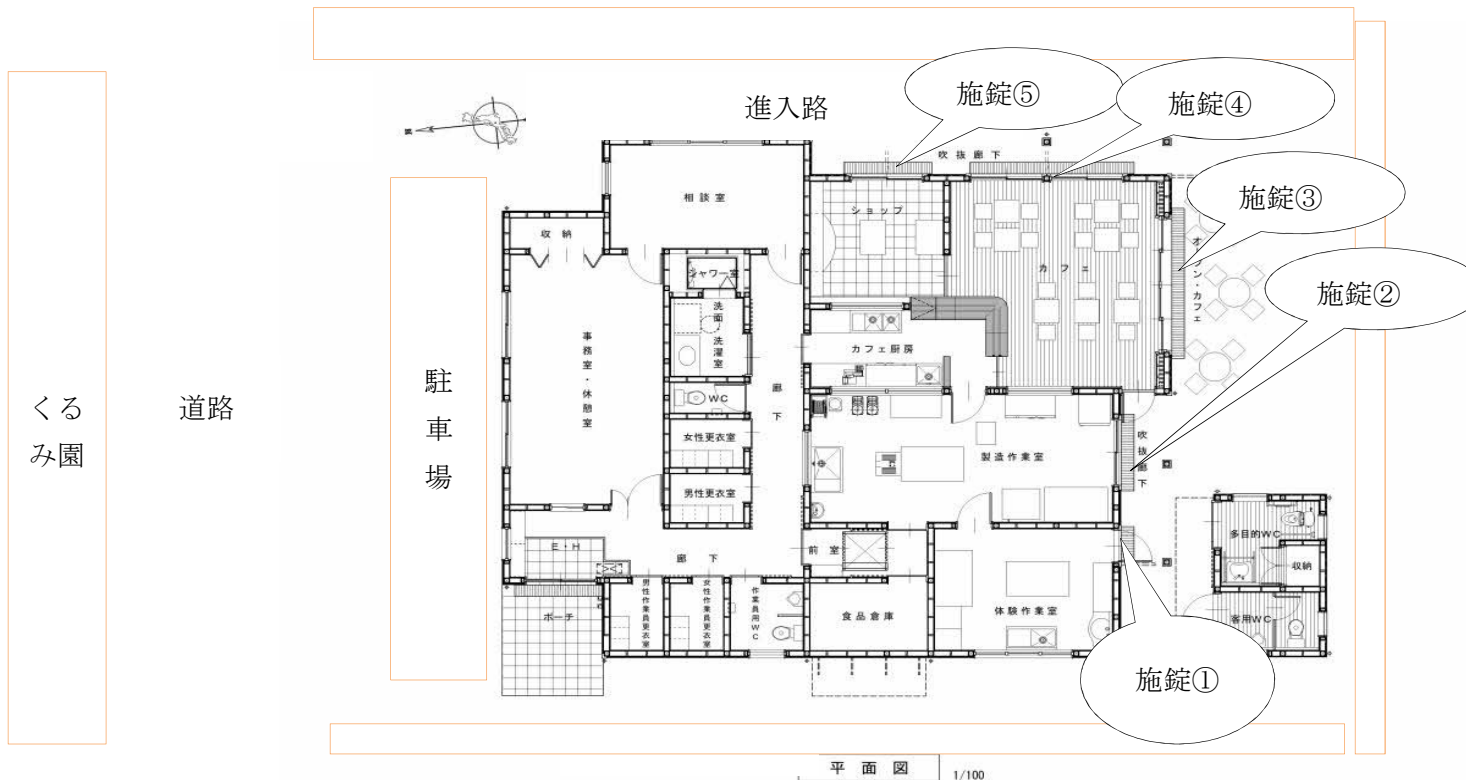 進入路
施錠⑤
施錠④
施錠③
施錠②
施錠①
くる
み園
道路
駐
車
場
吹抜廊下
相談室
収納
ショップ
カフェ
オープン・カフェ
シャワー室
洗面・洗濯室
事務室・休憩室
カフェ厨房
廊下
WC
女性更衣室
男性更衣室
製造作業室
吹抜廊下
多目的WC
収納
客用WC
E・H
廊下
前室
ポーチ
男性作業員更衣室
女性作業員更衣室
作業員用WC
食品倉庫
体験作業室
平面図
1/100